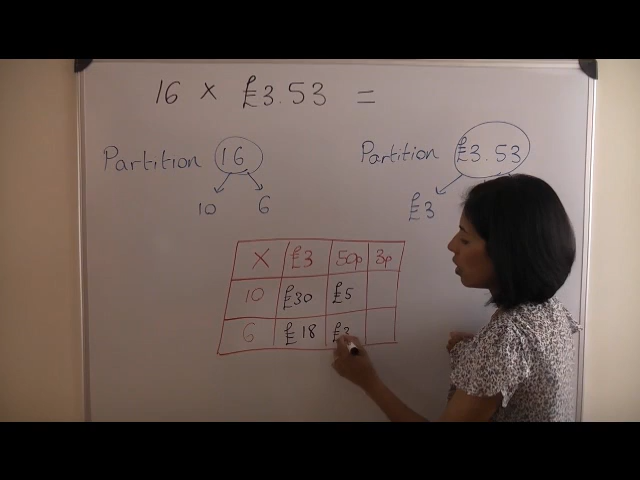 16 × £3.53 =
Partition 16
Partition £3.53
10 6
£3
× £3 50p 3p
10 £30 £5
6 £18 £3